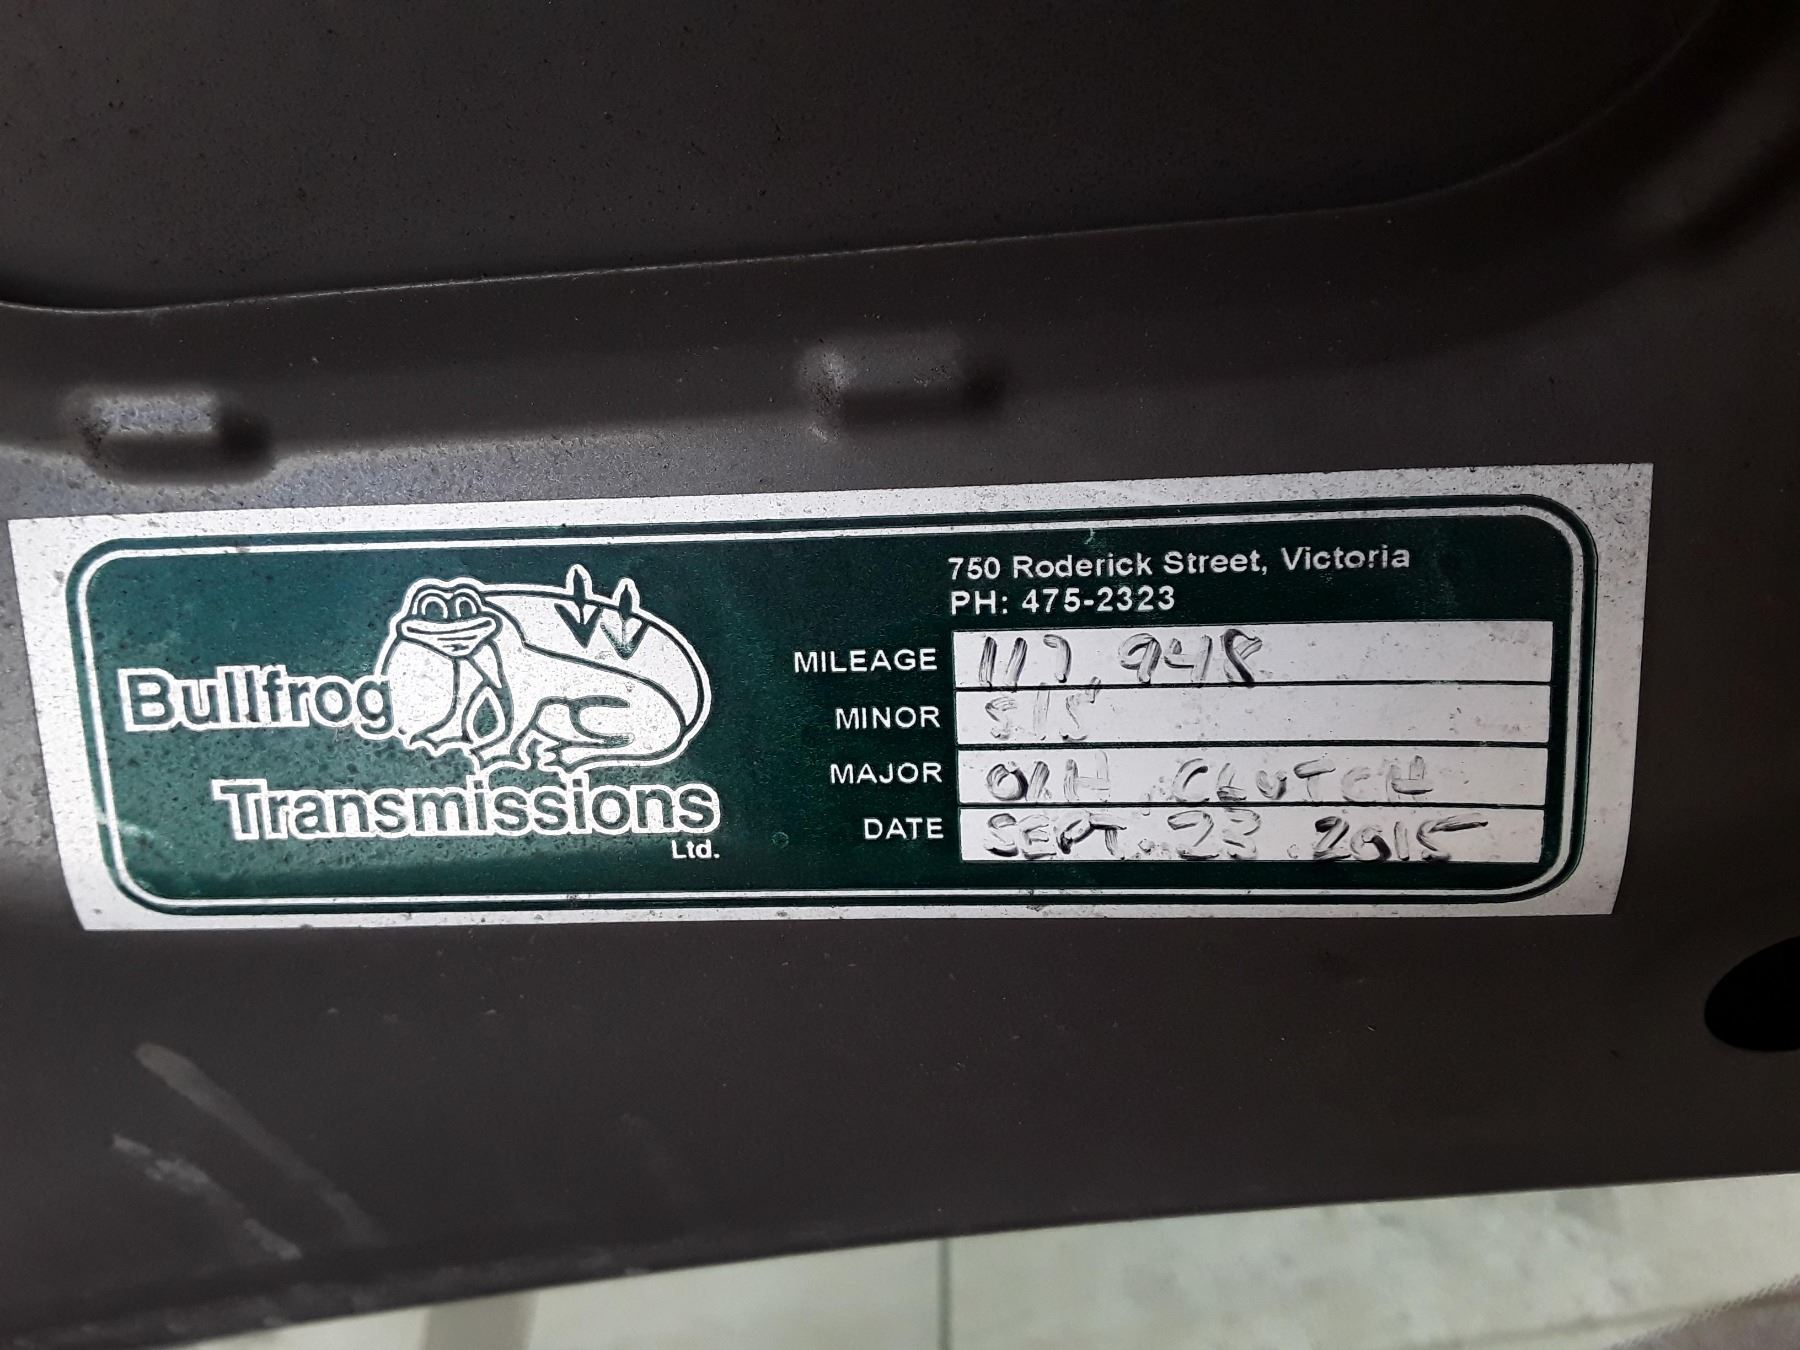 Bullfrog
Transmissions
Ltd.
750 Roderick Street, Victoria
PH: 475-2323
MILEAGE 117,948
MINOR
MAJOR O/H CLUTCH
DATE SEPT. 23. 2015